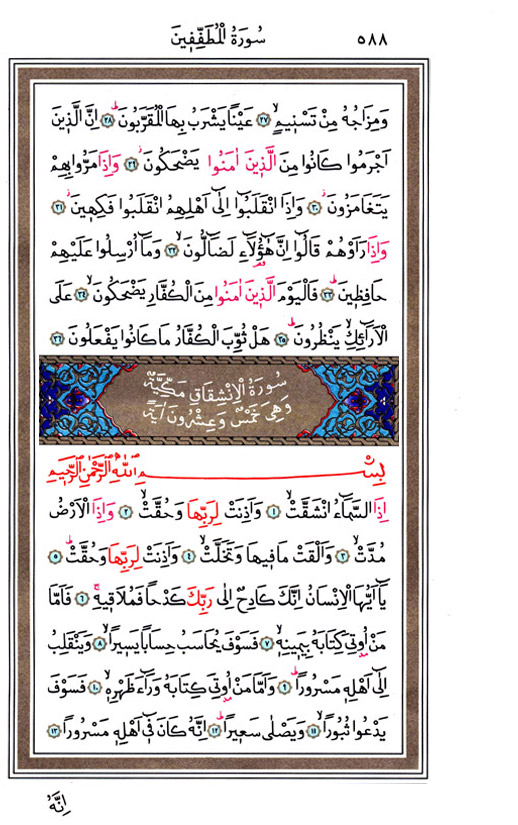 سُورَةُ الْمُطَفِّفِينَ ٥٨٨
وَمِزَاجُهُ مِنْ تَسْنِيمٍۙ ﴿٢٧﴾ عَيْنًا يَشْرَبُ بِهَا الْمُقَرَّبُونَۜ ﴿٢٨﴾ اِنَّ الَّذِينَ
اَجْرَمُوا كَانُوا مِنَ الَّذِينَ اٰمَنُوا يَضْحَكُونَۘ ﴿٢٩﴾ وَاِذَا مَرُّوا بِهِمْ
يَتَغَامَزُونَۘ ﴿٣٠﴾ وَاِذَا انْقَلَبُٓوا اِلٰٓى اَهْلِهِمُ انْقَلَبُوا فَكِهِينَۘ ﴿٣١﴾
وَاِذَا رَاَوْهُمْ قَالُٓوا اِنَّ هٰٓؤُ۬لَٓاءِ لَضَٓالُّونَۙ ﴿٣٢﴾ وَمَٓا اُرْسِلُوا عَلَيْهِمْ
حَافِظِينَۜ ﴿٣٣﴾ فَالْيَوْمَ الَّذِينَ اٰمَنُوا مِنَ الْكُفَّارِ يَضْحَكُونَۙ ﴿٣٤﴾ عَلَى
الْاَرَٓائِكِۙ يَنْظُرُونَۜ ﴿٣٥﴾ هَلْ ثُوِّبَ الْكُفَّارُ مَا كَانُوا يَفْعَلُونَ ﴿٣٦﴾
سُورَةُ الْاِنْشِقَاقِ مَكِّيَّةٌ
وَهِيَ خَمْسٌ وَعِشْرُونَ اٰيَةً
بِسْمِ اللّٰهِ الرَّحْمٰنِ الرَّحِيمِ
اِذَا السَّمَٓاءُ انْشَقَّتْۙ ﴿١﴾ وَاَذِنَتْ لِرَبِّهَا وَحُقَّتْۙ ﴿٢﴾ وَاِذَا الْاَرْضُ
مُدَّتْۙ ﴿٣﴾ وَاَلْقَتْ مَا فِيهَا وَتَخَلَّتْۙ ﴿٤﴾ وَاَذِنَتْ لِرَبِّهَا وَحُقَّتْۜ ﴿٥﴾
يَٓا اَيُّهَا الْاِنْسَانُ اِنَّكَ كَادِحٌ اِلٰى رَبِّكَ كَدْحًا فَمُلَاقِيهِۚ ﴿٦﴾ فَاَمَّا
مَنْ اُو۫تِيَ كِتَابَهُ بِيَمِينِهِۙ ﴿٧﴾ فَسَوْفَ يُحَاسَبُ حِسَابًا يَسِيرًاۙ ﴿٨﴾ وَيَنْقَلِبُ
اِلٰٓى اَهْلِهِ مَسْرُورًاۜ ﴿٩﴾ وَاَمَّا مَنْ اُو۫تِيَ كِتَابَهُ وَرَٓاءَ ظَهْرِهِۙ ﴿١٠﴾ فَسَوْفَ
يَدْعُوا ثُبُورًاۙ ﴿١١﴾ وَيَصْلٰى سَعِيرًاۜ ﴿١٢﴾ اِنَّهُ كَانَ فِٓي اَهْلِهِ مَسْرُورًاۜ ﴿١٣﴾
اِنَّهُ